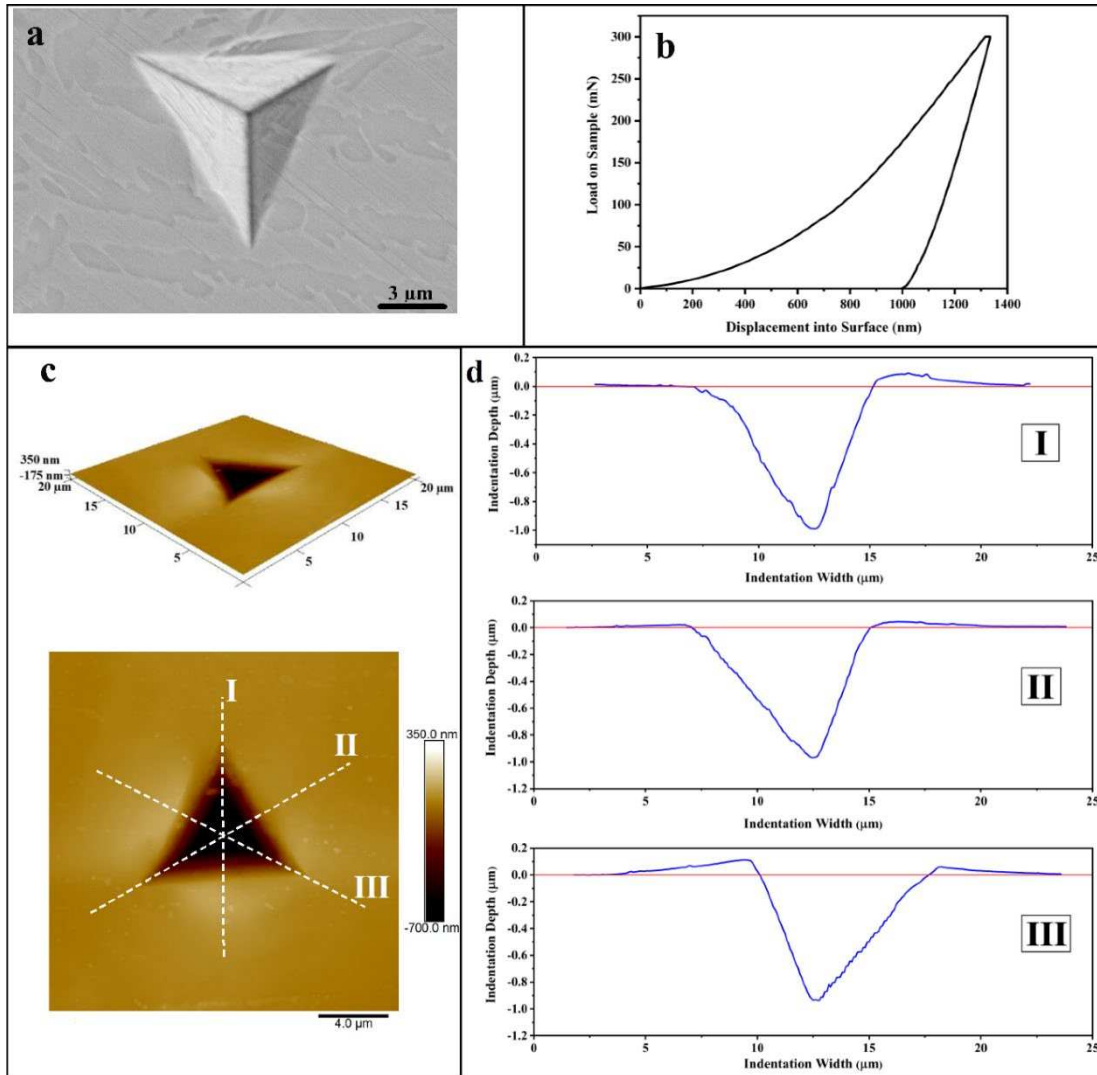 a
3 μm
b
300
250
200
150
100
50
0
Load on Sample (mN)
0 200 400 600 800 1000 1200 1400
Displacement into Surface (nm)
c
350 nm
-175 nm
20 μm
15
10
5
20 μm
15
10
5
I
II
III
350.0 nm
-700.0 nm
4.0 μm
d
0.2
0.0
-0.2
-0.4
-0.6
-0.8
-1.0
Indentation Depth (μm)
I
0 5 10 15 20 25
Indentation Width (μm)
0.2
0.0
-0.2
-0.4
-0.6
-0.8
-1.0
-1.2
Indentation Depth (μm)
II
0 5 10 15 20 25
Indentation Width (μm)
0.2
0.0
-0.2
-0.4
-0.6
-0.8
-1.0
-1.2
Indentation Depth (μm)
III
0 5 10 15 20 25
Indentation Width (μm)